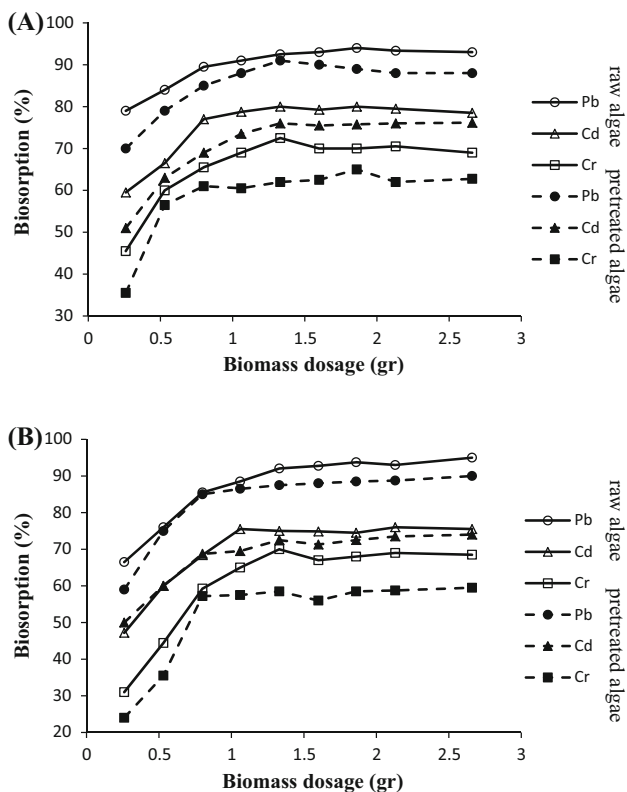 (A)
100
90
80
70
60
50
40
30
Biosorption (%)
0 0.5 1 1.5 2 2.5 3
Biomass dosage (gr)
Pb
Cd
Cr
Pb
Cd
Cr
raw algae
pretreated algae
(B)
100
90
80
70
60
50
40
30
20
Biosorption (%)
0 0.5 1 1.5 2 2.5 3
Biomass dosage (gr)
Pb
Cd
Cr
Pb
Cd
Cr
raw algae
pretreated algae